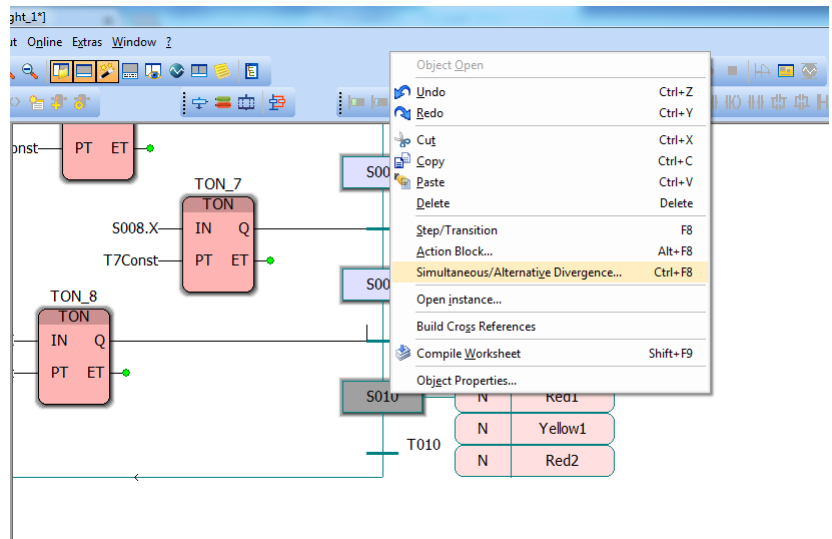 ght_1*]
ut Online Extras Window ?
Object Open
Undo Ctrl+Z
Redo Ctrl+Y
Cut Ctrl+X
Copy Ctrl+C
Paste Ctrl+V
Delete Delete
Step/Transition F8
Action Block... Alt+F8
Simultaneous/Alternative Divergence... Ctrl+F8
Open instance...
Build Cross References
Compile Worksheet Shift+F9
Object Properties...
onst PT ET
S00
TON_7
TON
S008.X IN Q
T7Const PT ET
S00
TON_8
TON
IN Q
PT ET
S010 N Red1
N Yellow1
T010
N Red2